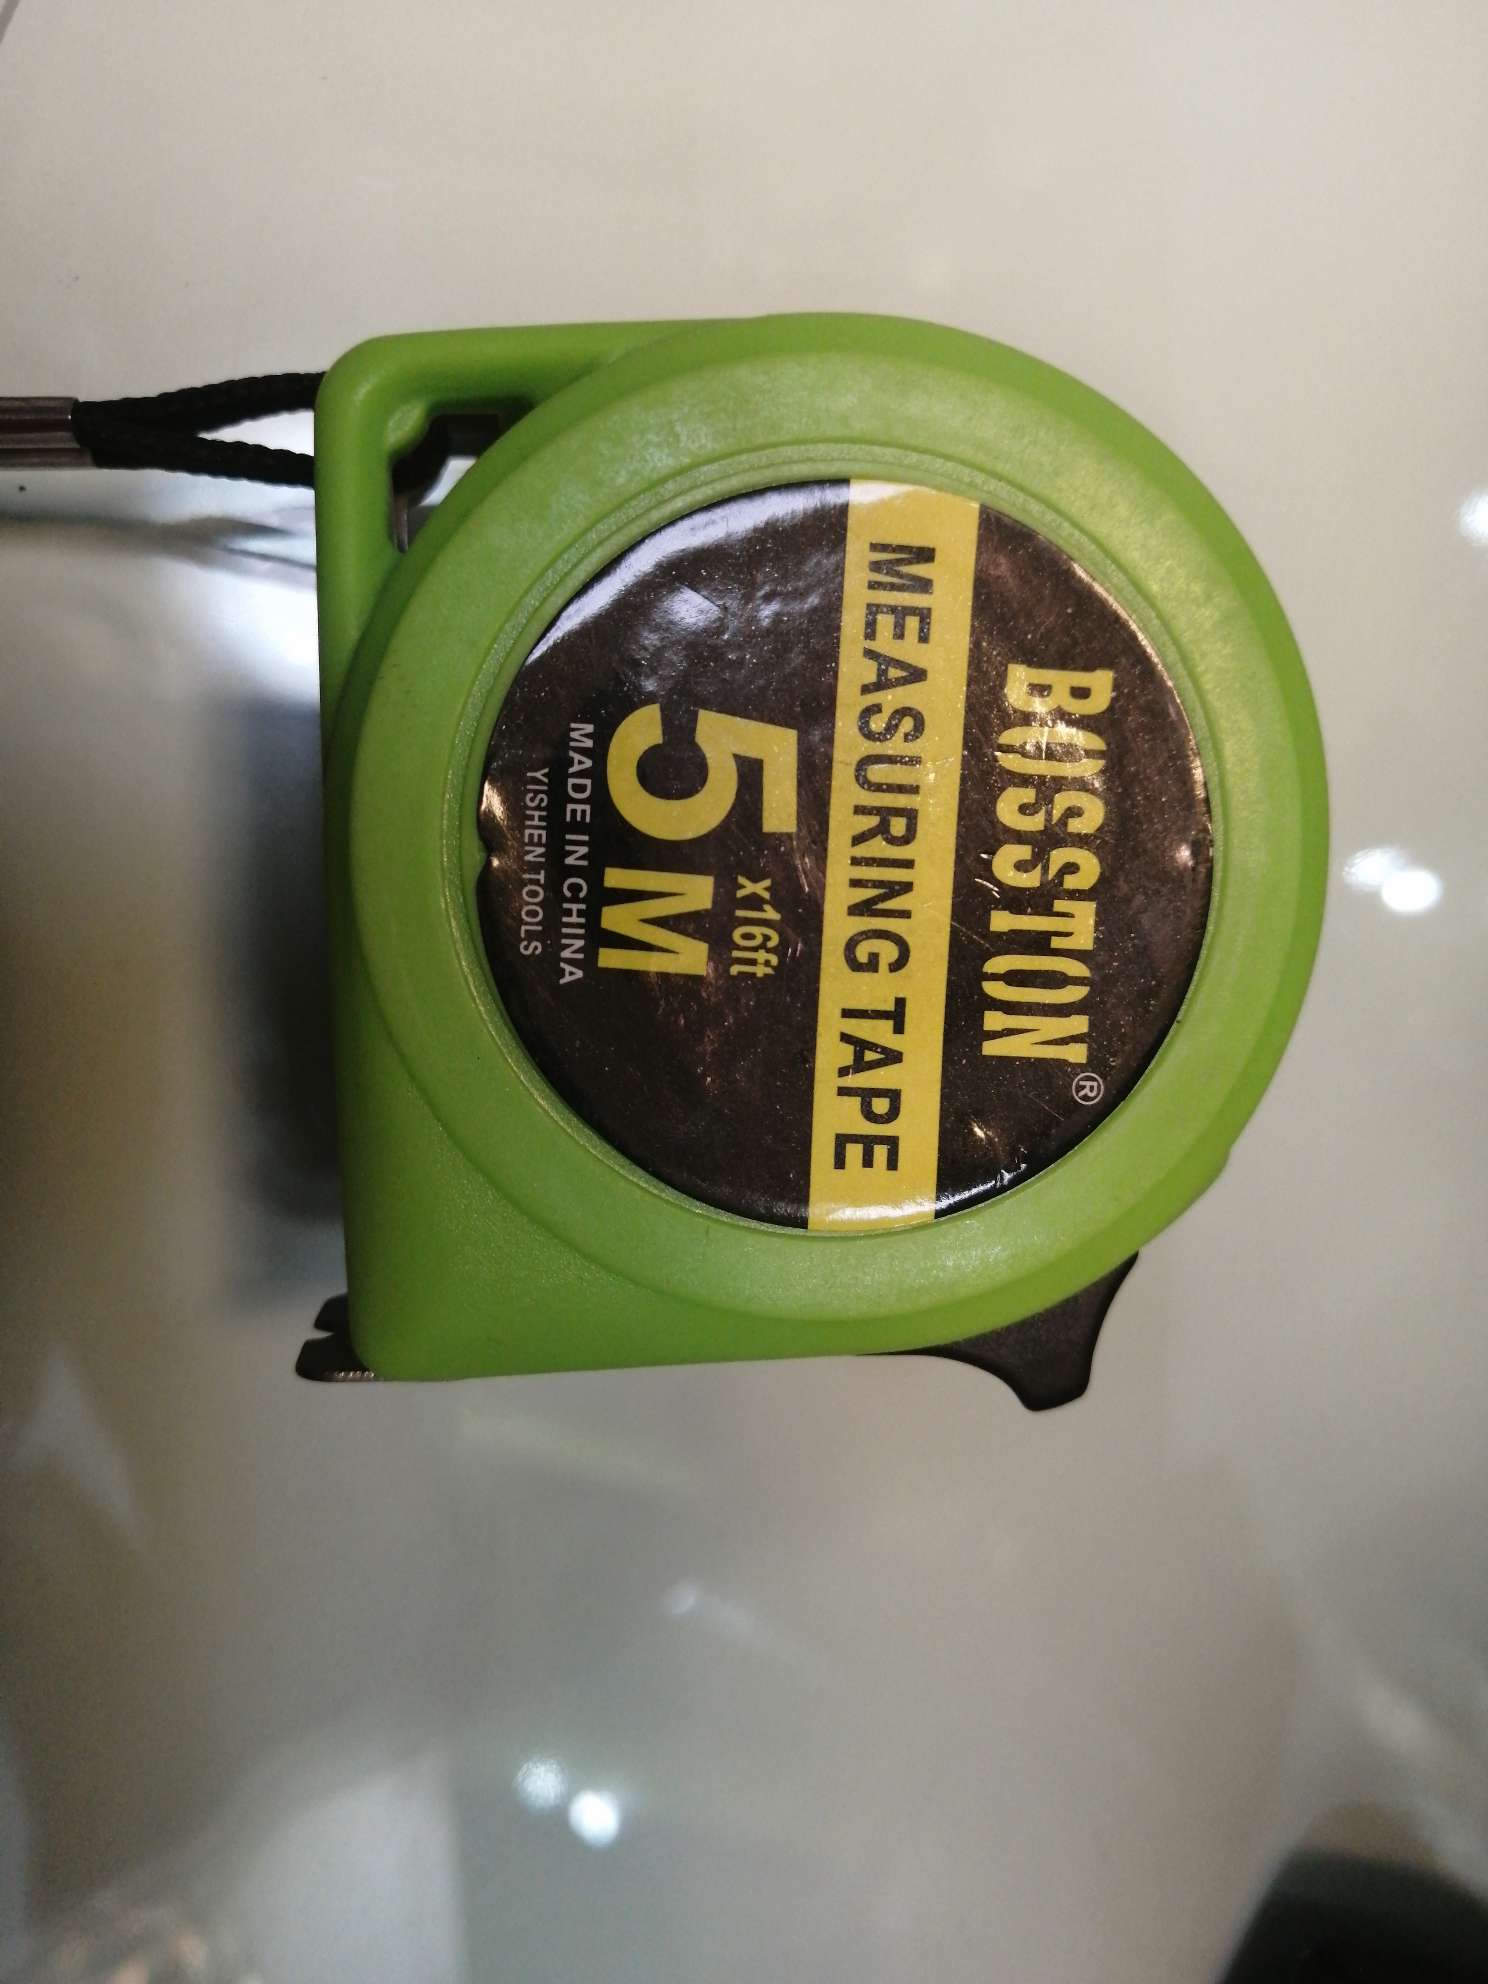 BOSSTON ®
MEASURING TAPE
5M x16ft
MADE IN CHINA
YISHEN TOOLS